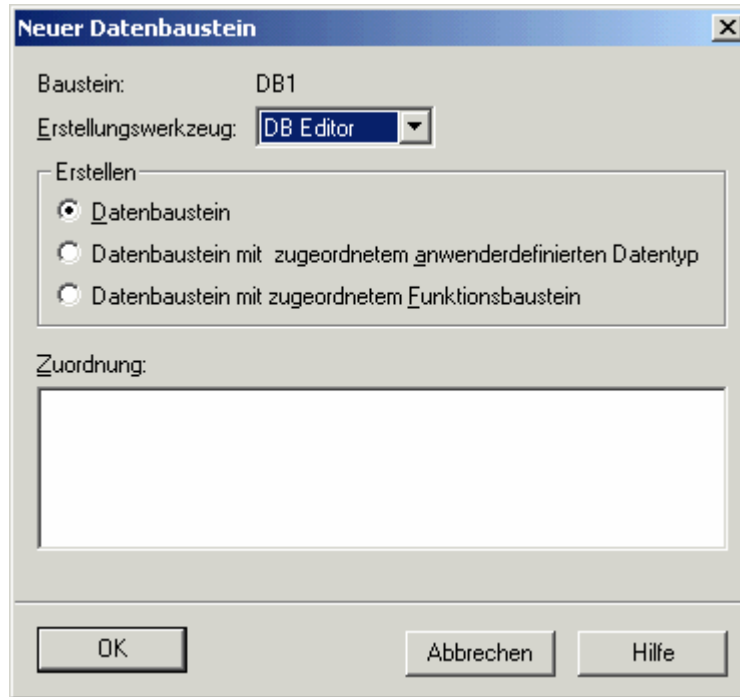 Neuer Datenbaustein
Baustein: DB1
Erstellungswerkzeug: DB Editor
Erstellen
Datenbaustein
Datenbaustein mit zugeordnetem anwenderdefinierten Datentyp
Datenbaustein mit zugeordnetem Funktionsbaustein
Zuordnung:
OK Abbrechen Hilfe